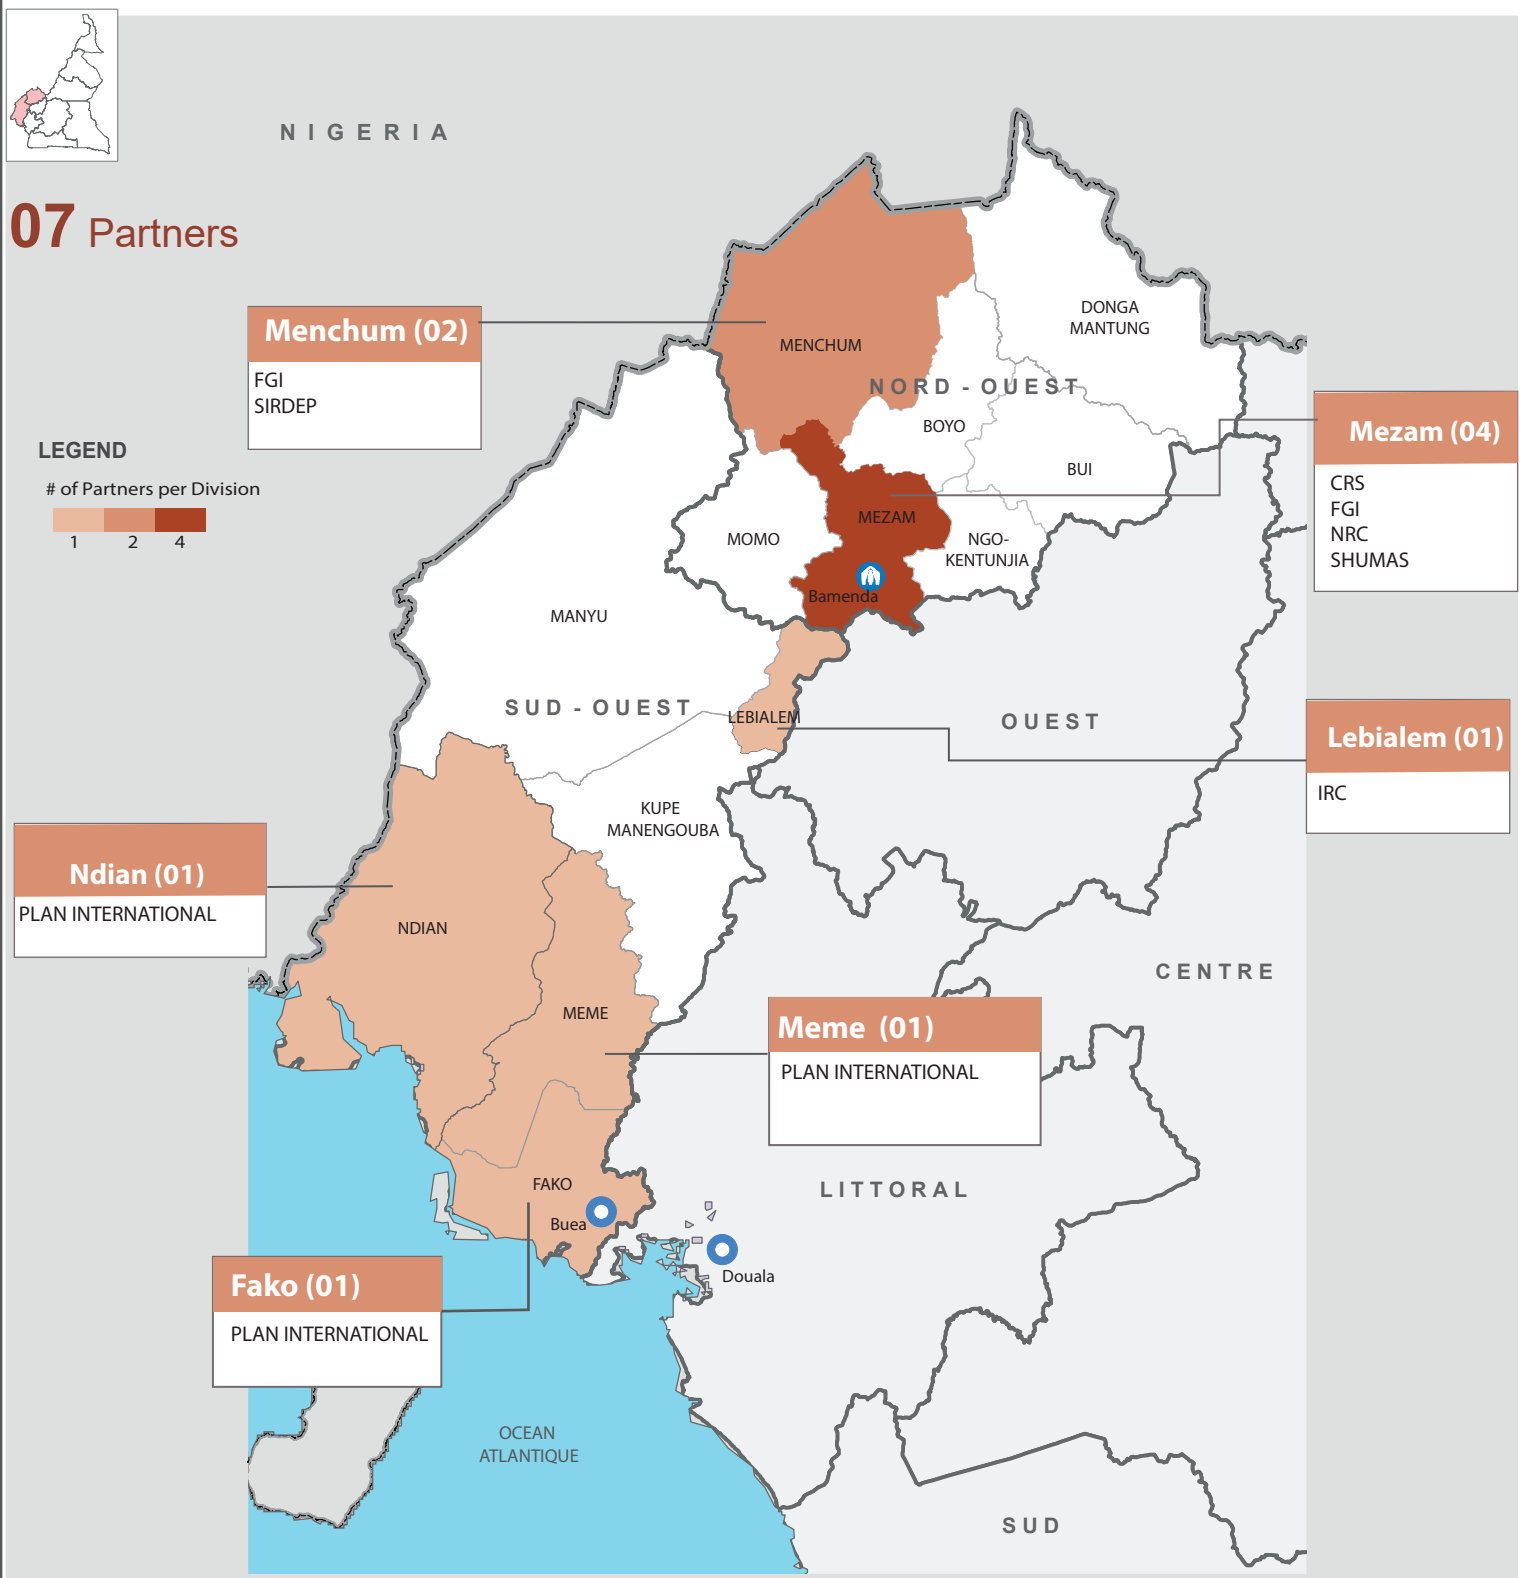 NIGERIA
07 Partners
Menchum (02)
FGI
SIRDEP
LEGEND
# of Partners per Division
1 2 4
MENCHUM
DONGA
MANTUNG
NORD - OUEST
BOYO
BUI
Mezam (04)
CRS
FGI
NRC
SHUMAS
MEZAM
MOMO
NGO-
KENTUNJIA
Bamenda
MANYU
SUD - OUEST
LEBIALEM
OUEST
Lebialem (01)
IRC
KUPE
MANENGOUBA
Ndian (01)
PLAN INTERNATIONAL
NDIAN
CENTRE
MEME
Meme (01)
PLAN INTERNATIONAL
FAKO
Buea
LITTORAL
Douala
Fako (01)
PLAN INTERNATIONAL
OCEAN
ATLANTIQUE
SUD